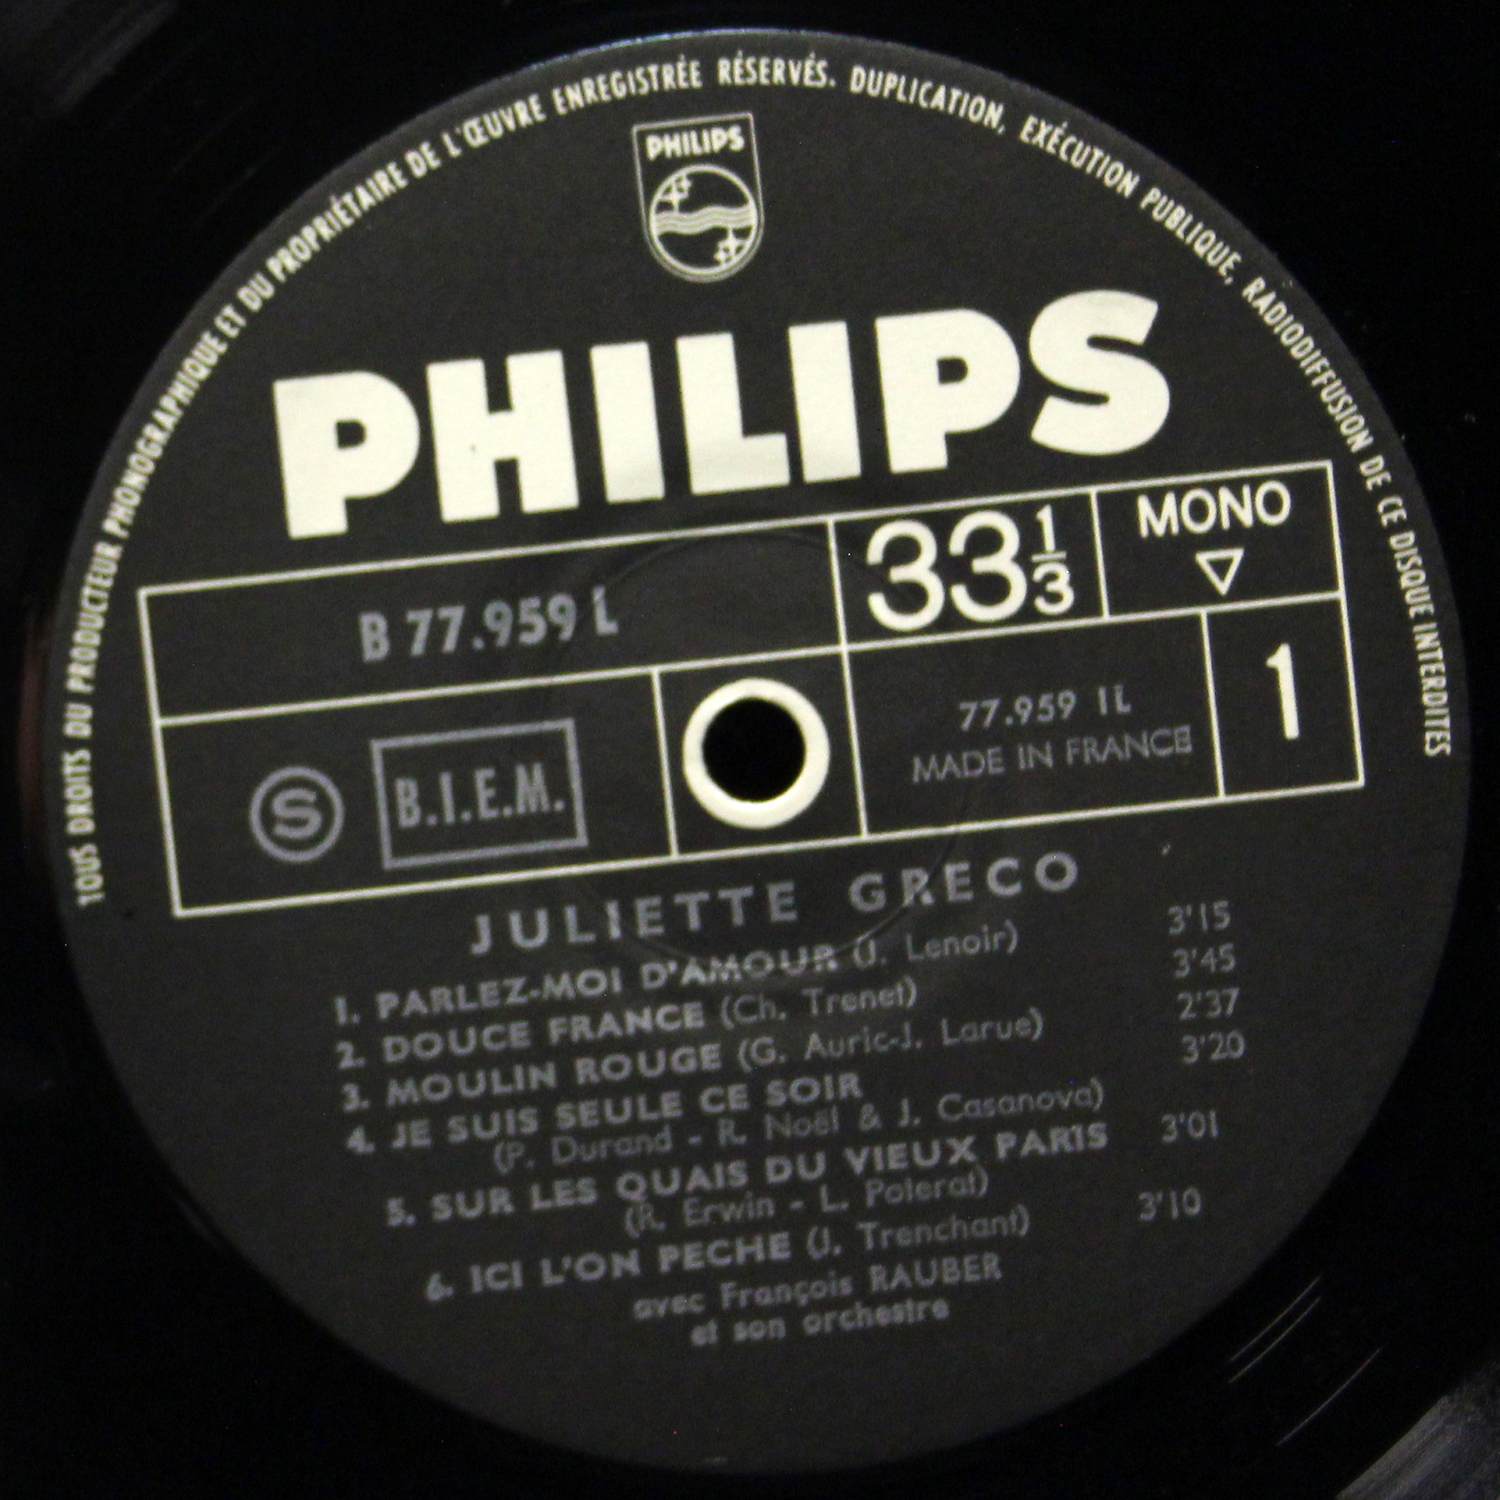 TOUS DROITS DU PRODUCTEUR PHONOGRAPHIQUE ET DU PROPRIÉTAIRE DE L'ŒUVRE ENREGISTRÉE RÉSERVÉS. DUPLICATION, EXÉCUTION PUBLIQUE, RADIODIFFUSION DE CE DISQUE INTERDITES
PHILIPS
PHILIPS
B 77.959 L
33 1/3
MONO
S
B.I.E.M.
77.959 1L
MADE IN FRANCE
1
JULIETTE GRECO
1. PARLEZ-MOI D'AMOUR (J. Lenoir) 3'15
2. DOUCE FRANCE (Ch. Trenet) 3'45
3. MOULIN ROUGE (G. Auric-J. Larue) 2'37
4. JE SUIS SEULE CE SOIR 3'20
(P. Durand - R. Noël & J. Casanova)
5. SUR LES QUAIS DU VIEUX PARIS 3'01
(R. Erwin - L. Poterat)
6. ICI L'ON PECHE (J. Trenchant) 3'10
avec François RAUBER
et son orchestre